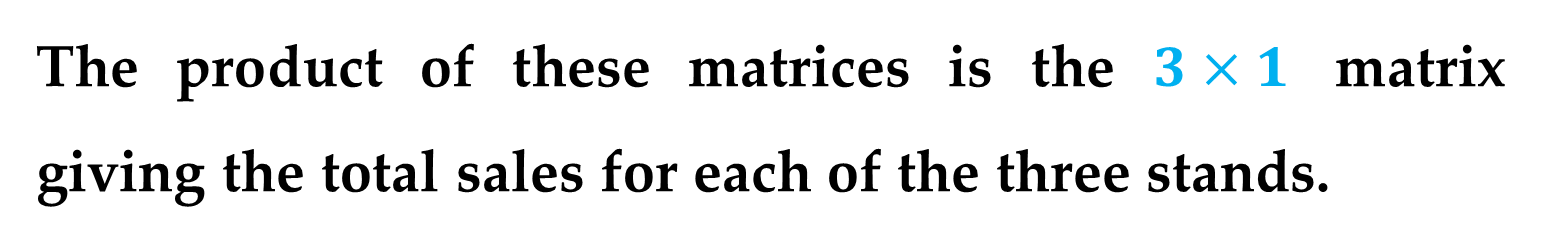 The product of these matrices is the 3 × 1 matrix
giving the total sales for each of the three stands.